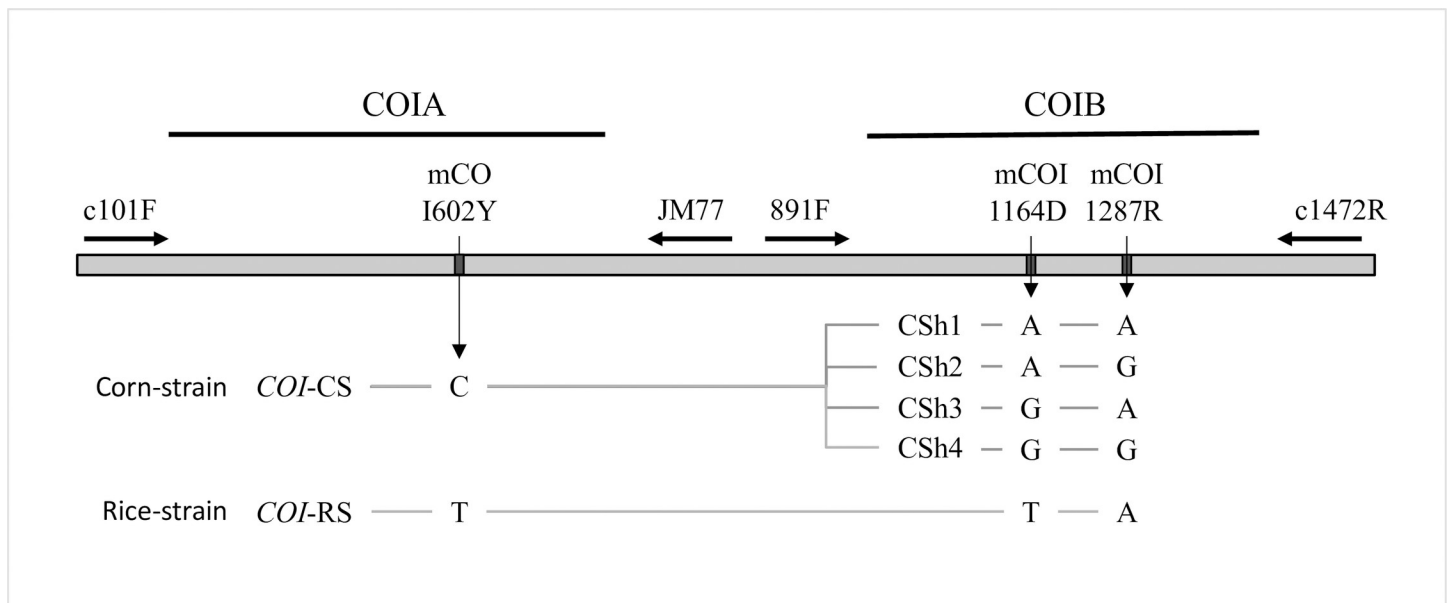 COIA COIB
mCO mCOI mCOI
c101F I602Y JM77 891F 1164D 1287R c1472R
CSh1 A A
CSh2 A G
Corn-strain COI-CS C
CSh3 G A
CSh4 G G
Rice-strain COI-RS T T A